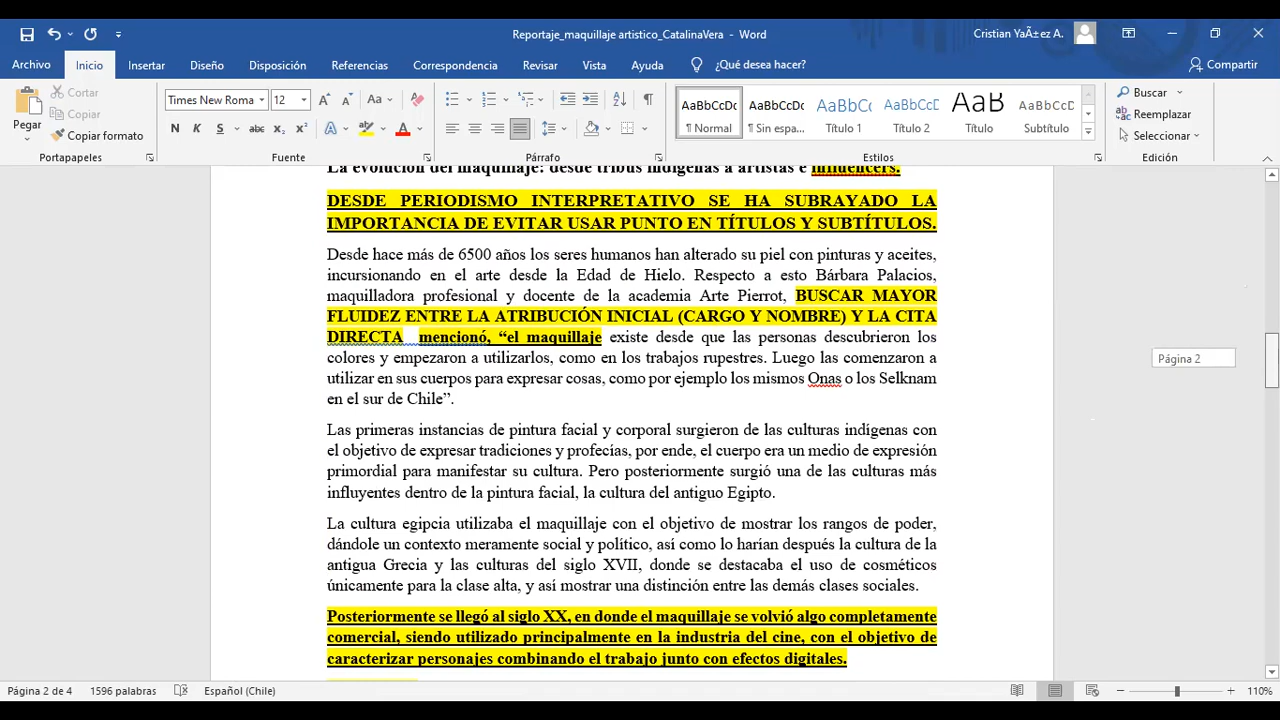 Reportaje_maquillaje artistico_CatalinaVera - Word
Cristian YaÃ±ez A.
Archivo Inicio Insertar Diseño Disposición Referencias Correspondencia Revisar Vista Ayuda ¿Qué desea hacer? Compartir
Pegar
Cortar
Copiar
Copiar formato
Times New Roma 12
Aa
N K S abc x₂ x² A A
AaBbCcDc AaBbCcDc AaBbCcD AaBbCcD AaB AaBbCcD
¶ Normal ¶ Sin espa... Título 1 Título 2 Título Subtítulo
Buscar
Reemplazar
Seleccionar
Portapapeles Fuente Párrafo Estilos Edición
La evolución del maquillaje: desde tribus indígenas a artistas e influencers.
DESDE PERIODISMO INTERPRETATIVO SE HA SUBRAYADO LA
IMPORTANCIA DE EVITAR USAR PUNTO EN TÍTULOS Y SUBTÍTULOS.
Desde hace más de 6500 años los seres humanos han alterado su piel con pinturas y aceites,
incursionando en el arte desde la Edad de Hielo. Respecto a esto Bárbara Palacios,
maquilladora profesional y docente de la academia Arte Pierrot, BUSCAR MAYOR
FLUIDEZ ENTRE LA ATRIBUCIÓN INICIAL (CARGO Y NOMBRE) Y LA CITA
DIRECTA mencionó, “el maquillaje existe desde que las personas descubrieron los
colores y empezaron a utilizarlos, como en los trabajos rupestres. Luego las comenzaron a
utilizar en sus cuerpos para expresar cosas, como por ejemplo los mismos Onas o los Selknam
en el sur de Chile”.
Las primeras instancias de pintura facial y corporal surgieron de las culturas indígenas con
el objetivo de expresar tradiciones y profecías, por ende, el cuerpo era un medio de expresión
primordial para manifestar su cultura. Pero posteriormente surgió una de las culturas más
influyentes dentro de la pintura facial, la cultura del antiguo Egipto.
La cultura egipcia utilizaba el maquillaje con el objetivo de mostrar los rangos de poder,
dándole un contexto meramente social y político, así como lo harían después la cultura de la
antigua Grecia y las culturas del siglo XVII, donde se destacaba el uso de cosméticos
únicamente para la clase alta, y así mostrar una distinción entre las demás clases sociales.
Posteriormente se llegó al siglo XX, en donde el maquillaje se volvió algo completamente
comercial, siendo utilizado principalmente en la industria del cine, con el objetivo de
caracterizar personajes combinando el trabajo junto con efectos digitales.
Página 2
Página 2 de 4 1596 palabras Español (Chile) 110%